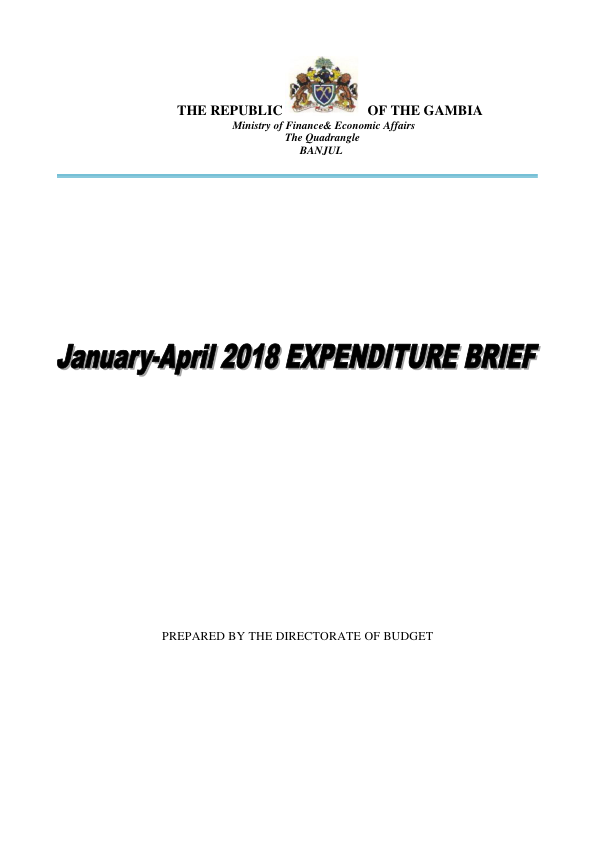 THE REPUBLIC OF THE GAMBIA
Ministry of Finance& Economic Affairs
The Quadrangle
BANJUL
January-April 2018 EXPENDITURE BRIEF
PREPARED BY THE DIRECTORATE OF BUDGET